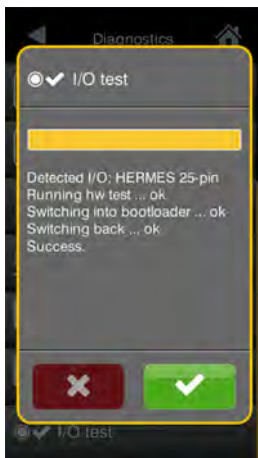 Diagnostics
I/O test
Detected I/O: HERMES 25-pin
Running hw test ... ok
Switching into bootloader ... ok
Switching back ... ok
Success.
I/O test